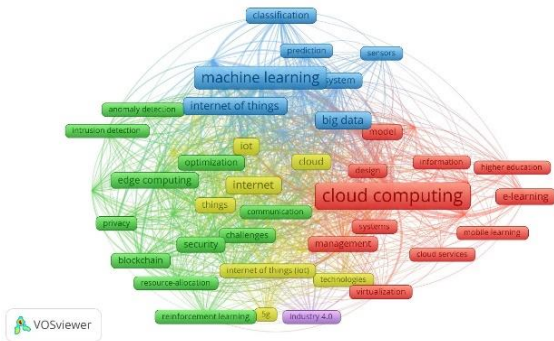 classification
prediction
sensors
machine learning
system
internet of things
big data
anomaly detection
intrusion detection
model
iot
optimization
cloud
information
higher education
design
edge computing
internet
cloud computing
e-learning
things
communication
privacy
systems
mobile learning
challenges
security
management
cloud services
blockchain
internet of things (iot)
technologies
resource-allocation
virtualization
reinforcement learning
5g
industry 4.0
VOSviewer